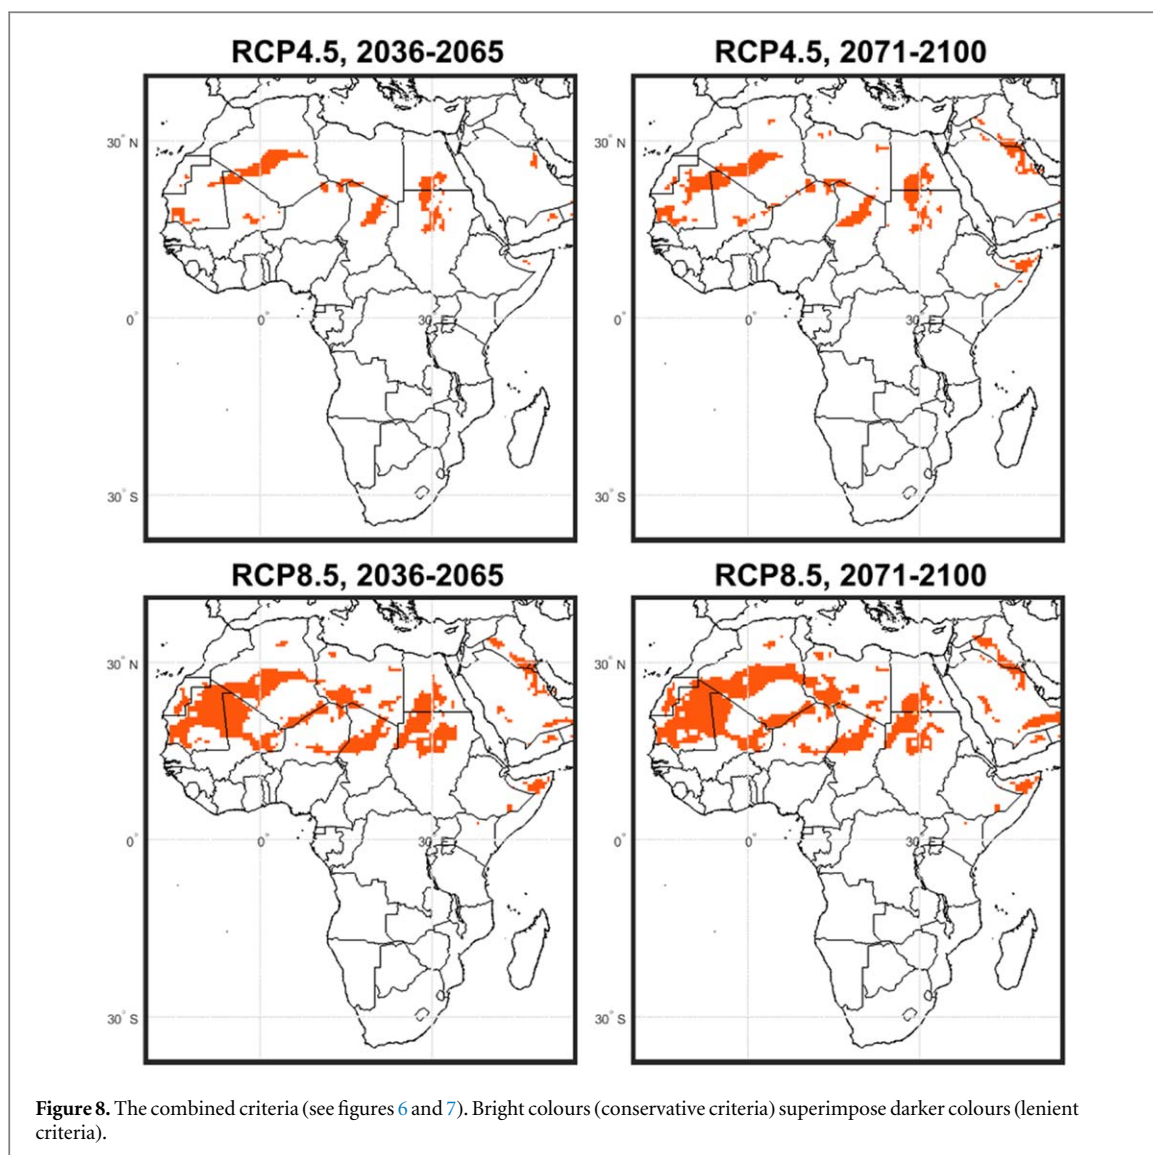 RCP4.5, 2036-2065
RCP4.5, 2071-2100
30° N
0°
0°
30° E
30° S
30° N
0°
0°
30° E
30° S
RCP8.5, 2036-2065
RCP8.5, 2071-2100
30° N
0°
0°
30° E
30° S
30° N
0°
0°
30° E
30° S
Figure 8. The combined criteria (see figures 6 and 7). Bright colours (conservative criteria) superimpose darker colours (lenient
criteria).